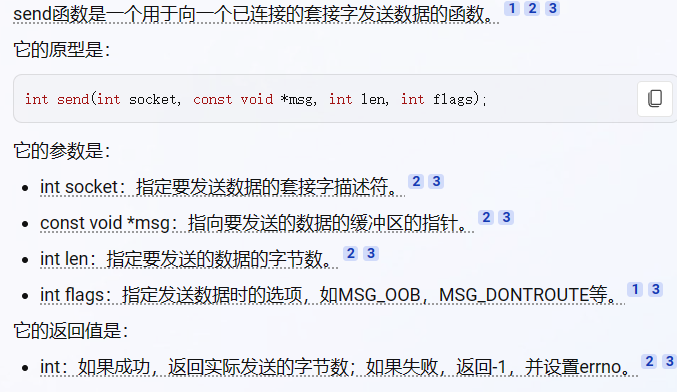 send函数是一个用于向一个已连接的套接字发送数据的函数。 1 2 3
它的原型是：
int send(int socket, const void *msg, int len, int flags);
它的参数是：
• int socket：指定要发送数据的套接字描述符。 2 3
• const void *msg：指向要发送的数据的缓冲区的指针。 2 3
• int len：指定要发送的数据的字节数。 2 3
• int flags：指定发送数据时的选项，如MSG_OOB，MSG_DONTROUTE等。 1 3
它的返回值是：
• int：如果成功，返回实际发送的字节数；如果失败，返回-1，并设置errno。 2 3